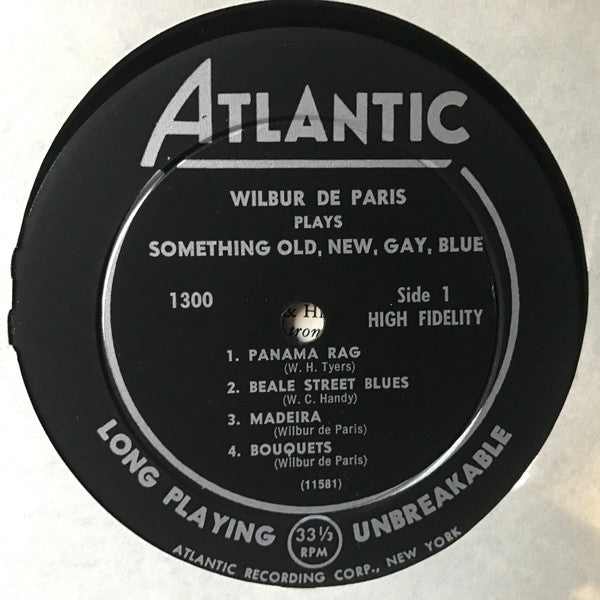 ATLANTIC
WILBUR DE PARIS
PLAYS
SOMETHING OLD, NEW, GAY, BLUE
1300
Side 1
HIGH FIDELITY
& H
trom
1. PANAMA RAG
(W. H. Tyers)
2. BEALE STREET BLUES
(W. C. Handy)
3. MADEIRA
(Wilbur de Paris)
4. BOUQUETS
(Wilbur de Paris)
(11581)
LONG PLAYING 33⅓ RPM UNBREAKABLE
ATLANTIC RECORDING CORP., NEW YORK